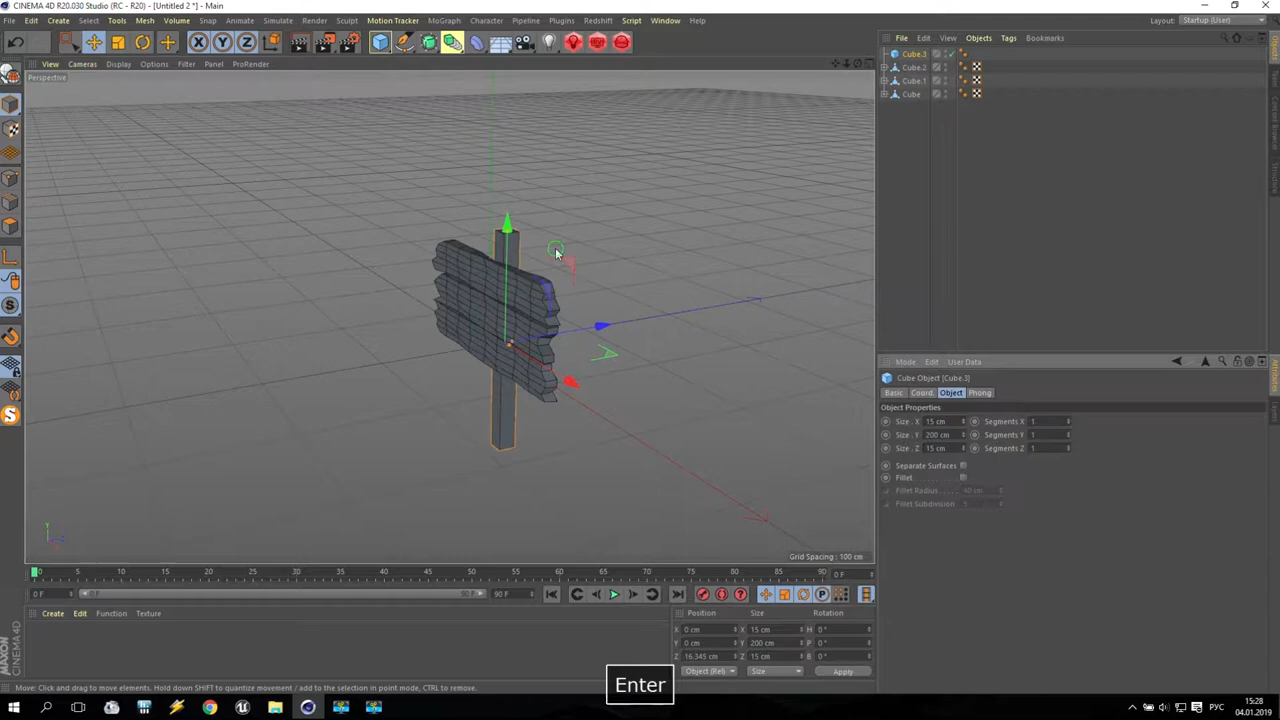 CINEMA 4D R20.030 Studio (RC - R20) - [Untitled 2 *] - Main
File Edit Create Select Tools Mesh Volume Snap Animate Simulate Render Sculpt Motion Tracker MoGraph Character Pipeline Plugins Redshift Script Window Help
Layout: Startup (User)
File Edit View Objects Tags Bookmarks
View Cameras Display Options Filter Panel ProRender
Perspective
Cube.3
Cube.2
Cube.1
Cube
Mode Edit User Data
Cube Object [Cube.3]
Basic Coord. Object Phong
Object Properties
Size . X 15 cm Segments X 1
Size . Y 200 cm Segments Y 1
Size . Z 15 cm Segments Z 1
Separate Surfaces
Fillet
Fillet Radius 40 cm
Fillet Subdivision 5
Grid Spacing : 100 cm
0 5 10 15 20 25 30 35 40 45 50 55 60 65 70 75 80 85 90 0 F
0 F 0 F 90 F 90 F
Create Edit Function Texture
Position Size Rotation
X 0 cm X 15 cm H 0 °
Y 0 cm Y 200 cm P 0 °
Z 16.345 cm Z 15 cm B 0 °
Object (Rel) Size Apply
MAXON CINEMA 4D
Enter
Move: Click and drag to move elements. Hold down SHIFT to quantize movement / add to the selection in point mode, CTRL to remove.
РУС
15:28
04.01.2019